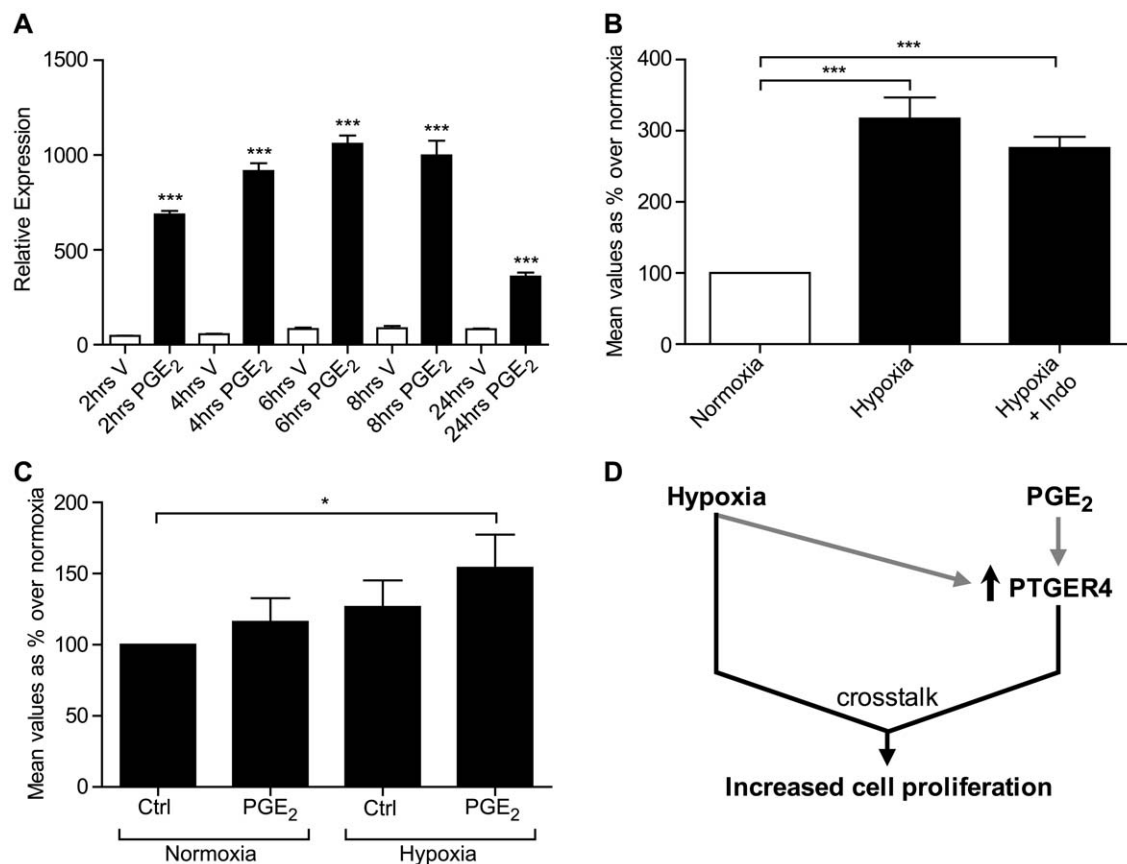 A
Relative Expression
1500
1000
500
0
***
***
***
***
***
2hrs V
2hrs PGE₂
4hrs V
4hrs PGE₂
6hrs V
6hrs PGE₂
8hrs V
8hrs PGE₂
24hrs V
24hrs PGE₂
B
Mean values as % over normoxia
400
300
200
100
0
***
***
Normoxia
Hypoxia
Hypoxia
+ Indo
C
Mean values as % over normoxia
200
150
100
50
0
*
Ctrl
PGE₂
Ctrl
PGE₂
Normoxia
Hypoxia
D
Hypoxia
PGE₂
PTGER4
crosstalk
Increased cell proliferation